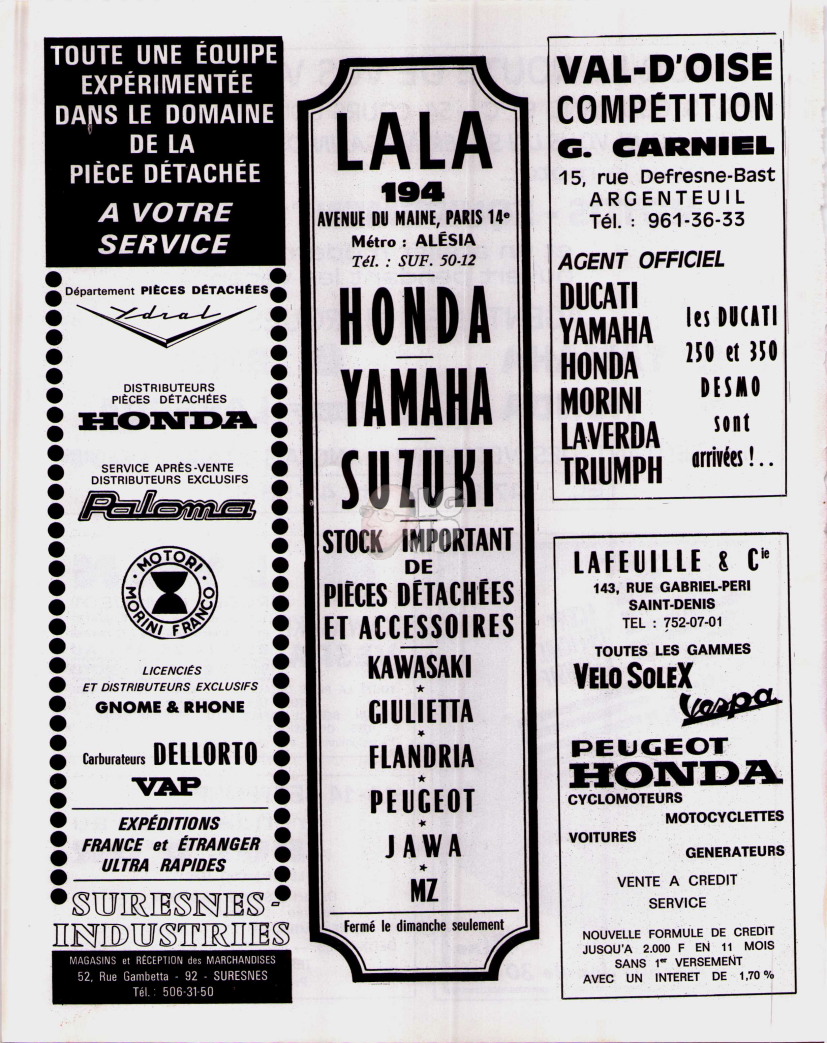 TOUTE UNE ÉQUIPE
EXPÉRIMENTÉE
DANS LE DOMAINE
DE LA
PIÈCE DÉTACHÉE
A VOTRE
SERVICE
Département PIÈCES DÉTACHÉES
Ydral
DISTRIBUTEURS
PIÈCES DÉTACHÉES
HONDA
SERVICE APRÈS-VENTE
DISTRIBUTEURS EXCLUSIFS
Paloma
MOTORI
MORINI FRANCO
LICENCIÉS
ET DISTRIBUTEURS EXCLUSIFS
GNOME & RHONE
Carburateurs DELLORTO
VAP
EXPÉDITIONS
FRANCE et ÉTRANGER
ULTRA RAPIDES
SURESNES-
INDUSTRIES
MAGASINS et RÉCEPTION des MARCHANDISES
52, Rue Gambetta - 92 - SURESNES
Tél. : 506-31-50
LALA
194
AVENUE DU MAINE, PARIS 14e
Métro : ALÉSIA
Tél. : SUF. 50-12
HONDA
YAMAHA
SUZUKI
STOCK IMPORTANT
DE
PIÈCES DÉTACHÉES
ET ACCESSOIRES
KAWASAKI
GIULIETTA
FLANDRIA
PEUGEOT
JAWA
MZ
Fermé le dimanche seulement
VAL-D'OISE
COMPÉTITION
G. CARNIEL
15, rue Defresne-Bast
ARGENTEUIL
Tél. : 961-36-33
AGENT OFFICIEL
DUCATI
YAMAHA
HONDA
MORINI
LAVERDA
TRIUMPH
les DUCATI
250 et 350
DESMO
sont
arrivées !..
LAFEUILLE & Cie
143, RUE GABRIEL-PERI
SAINT-DENIS
TEL : 752-07-01
TOUTES LES GAMMES
VELO SOLEX
Vespa
PEUGEOT
HONDA
CYCLOMOTEURS
MOTOCYCLETTES
VOITURES
GENERATEURS
VENTE A CREDIT
SERVICE
NOUVELLE FORMULE DE CREDIT
JUSQU'A 2.000 F EN 11 MOIS
SANS 1er VERSEMENT
AVEC UN INTERET DE 1,70 %